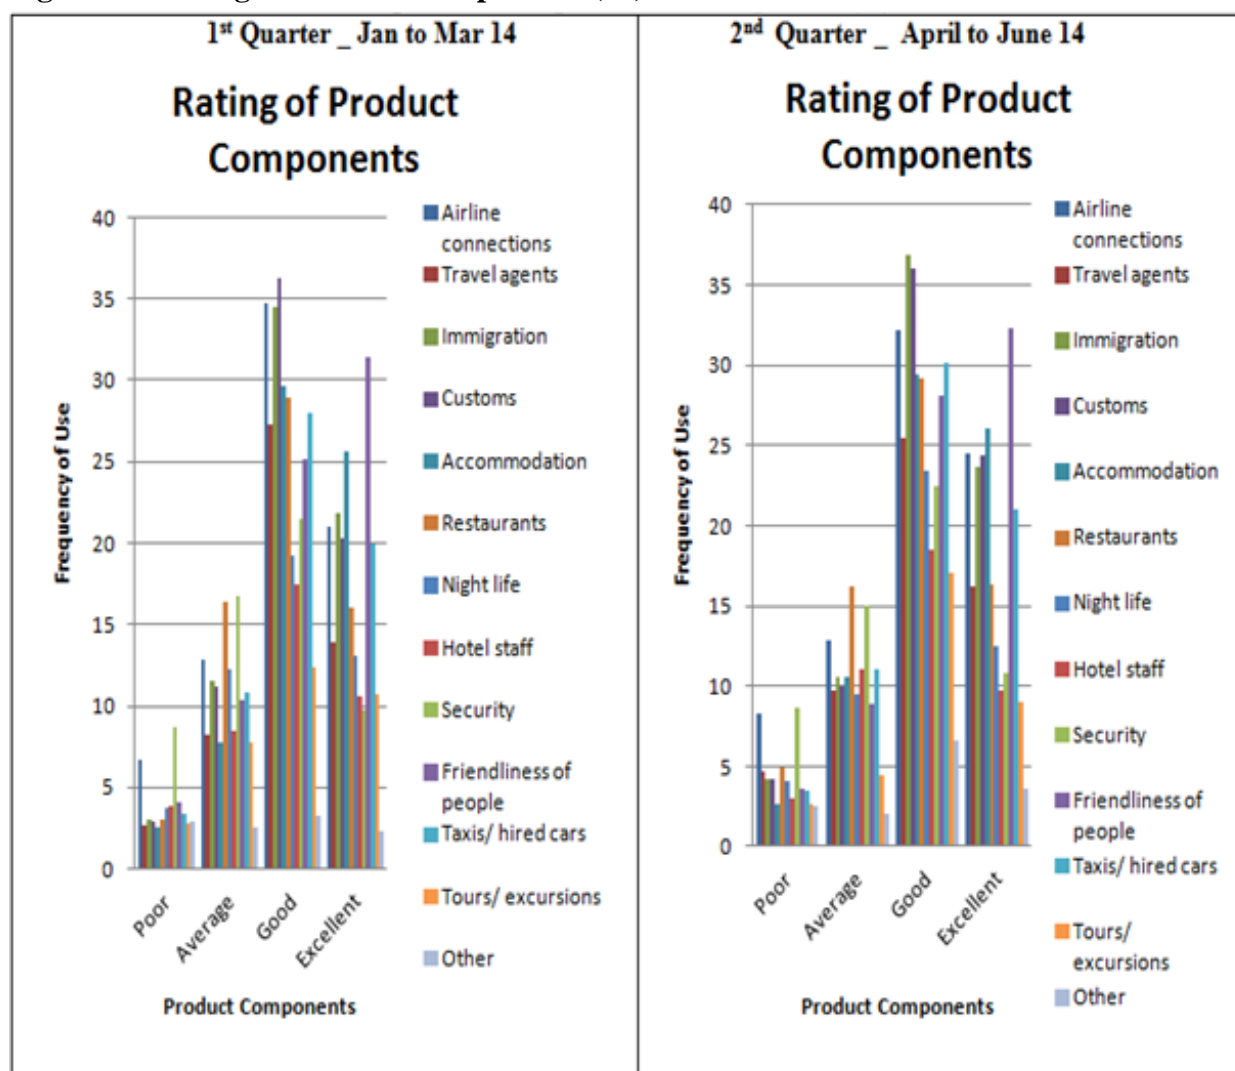 1st Quarter _ Jan to Mar 14
Rating of Product
Components
40
35
30
25
20
15
10
5
0
Frequency of Use
Poor
Average
Good
Excellent
Product Components
Airline
connections
Travel agents
Immigration
Customs
Accommodation
Restaurants
Night life
Hotel staff
Security
Friendliness of
people
Taxis/ hired cars
Tours/ excursions
Other
2nd Quarter _ April to June 14
Rating of Product
Components
40
35
30
25
20
15
10
5
0
Frequency of Use
Poor
Average
Good
Excellent
Product Components
Airline
connections
Travel agents
Immigration
Customs
Accommodation
Restaurants
Night life
Hotel staff
Security
Friendliness of
people
Taxis/ hired cars
Tours/
excursions
Other